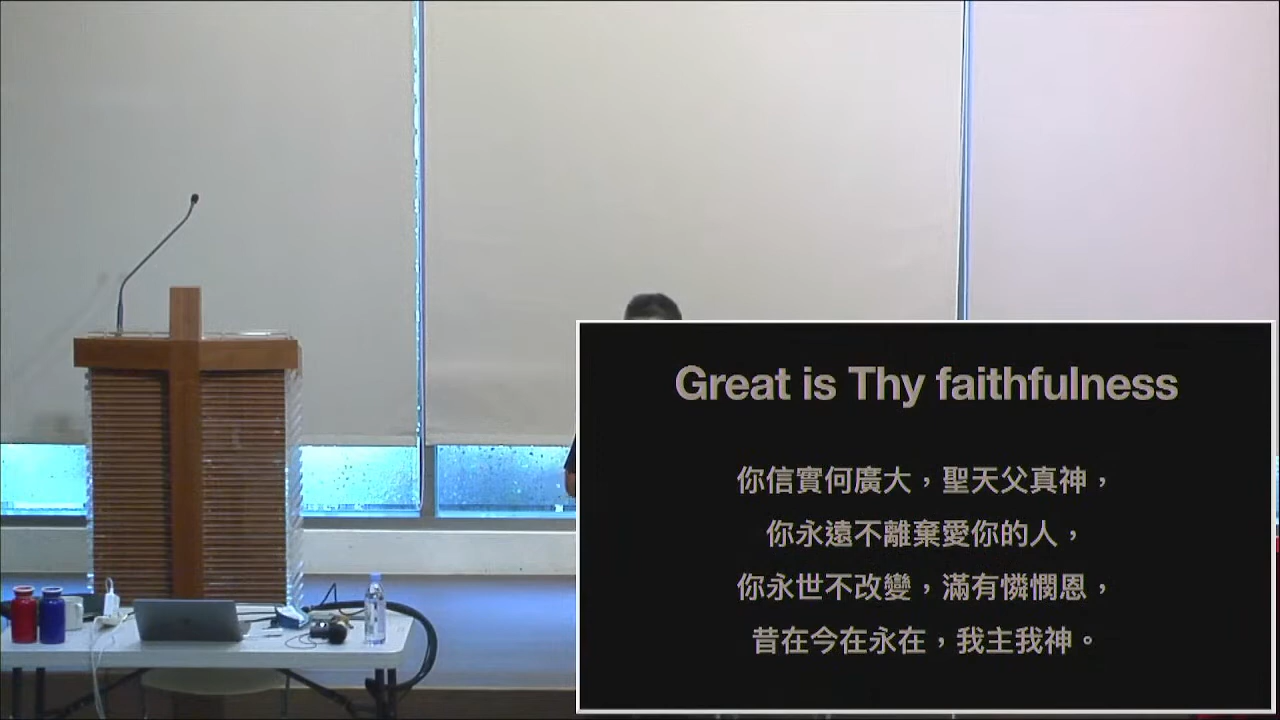 Great is Thy faithfulness
你信實何廣大，聖天父真神，
你永遠不離棄愛你的人，
你永世不改變，滿有憐憫恩，
昔在今在永在，我主我神。